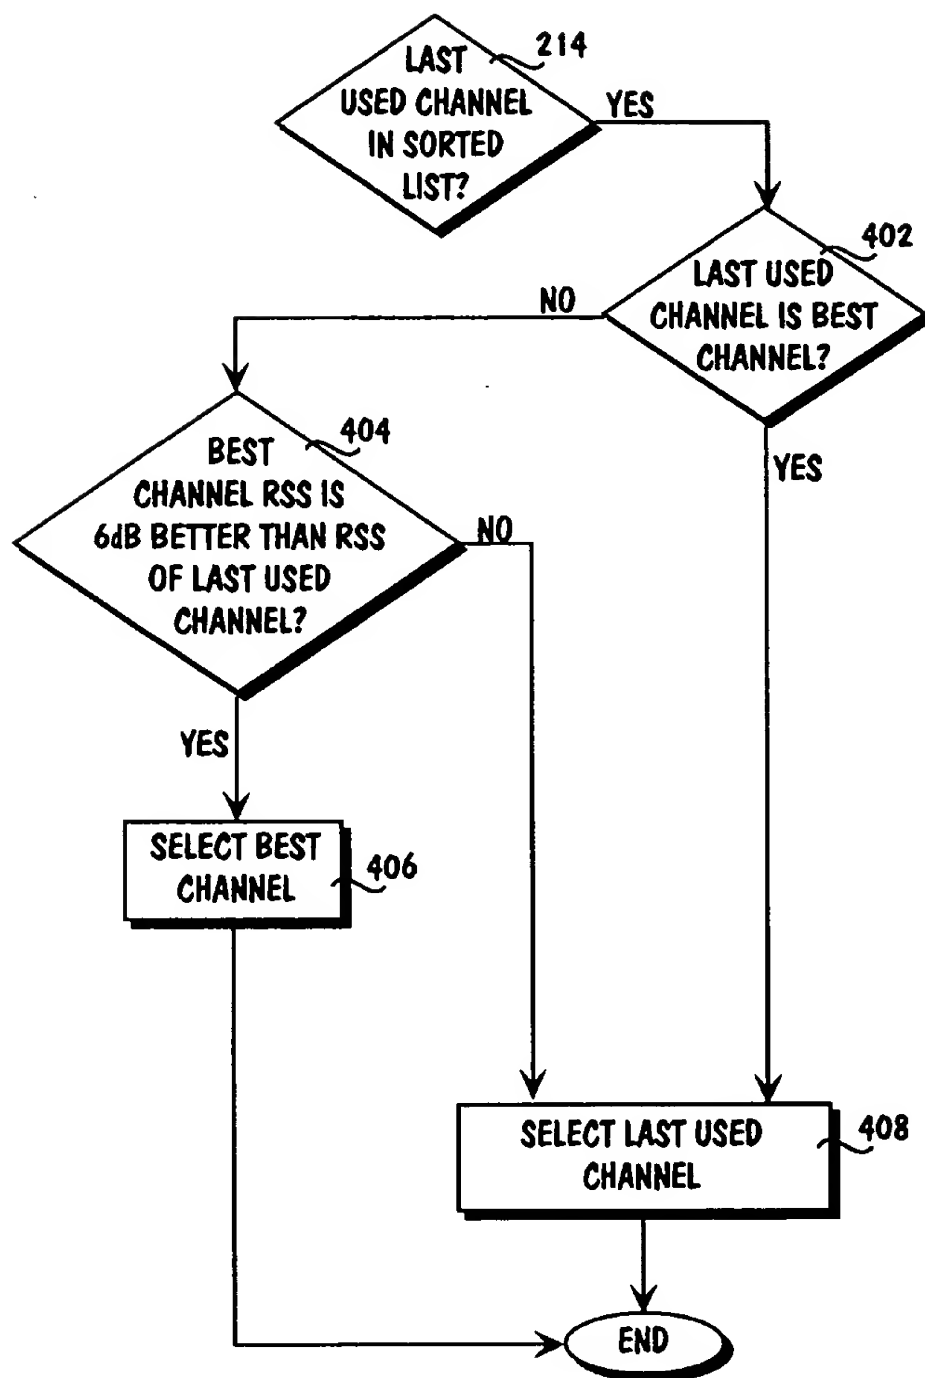 214
LAST
USED CHANNEL
IN SORTED
LIST?
YES
402
LAST USED
CHANNEL IS BEST
CHANNEL?
NO
YES
404
BEST
CHANNEL RSS IS
6dB BETTER THAN RSS
OF LAST USED
CHANNEL?
NO
YES
SELECT BEST
CHANNEL
406
SELECT LAST USED
CHANNEL
408
END